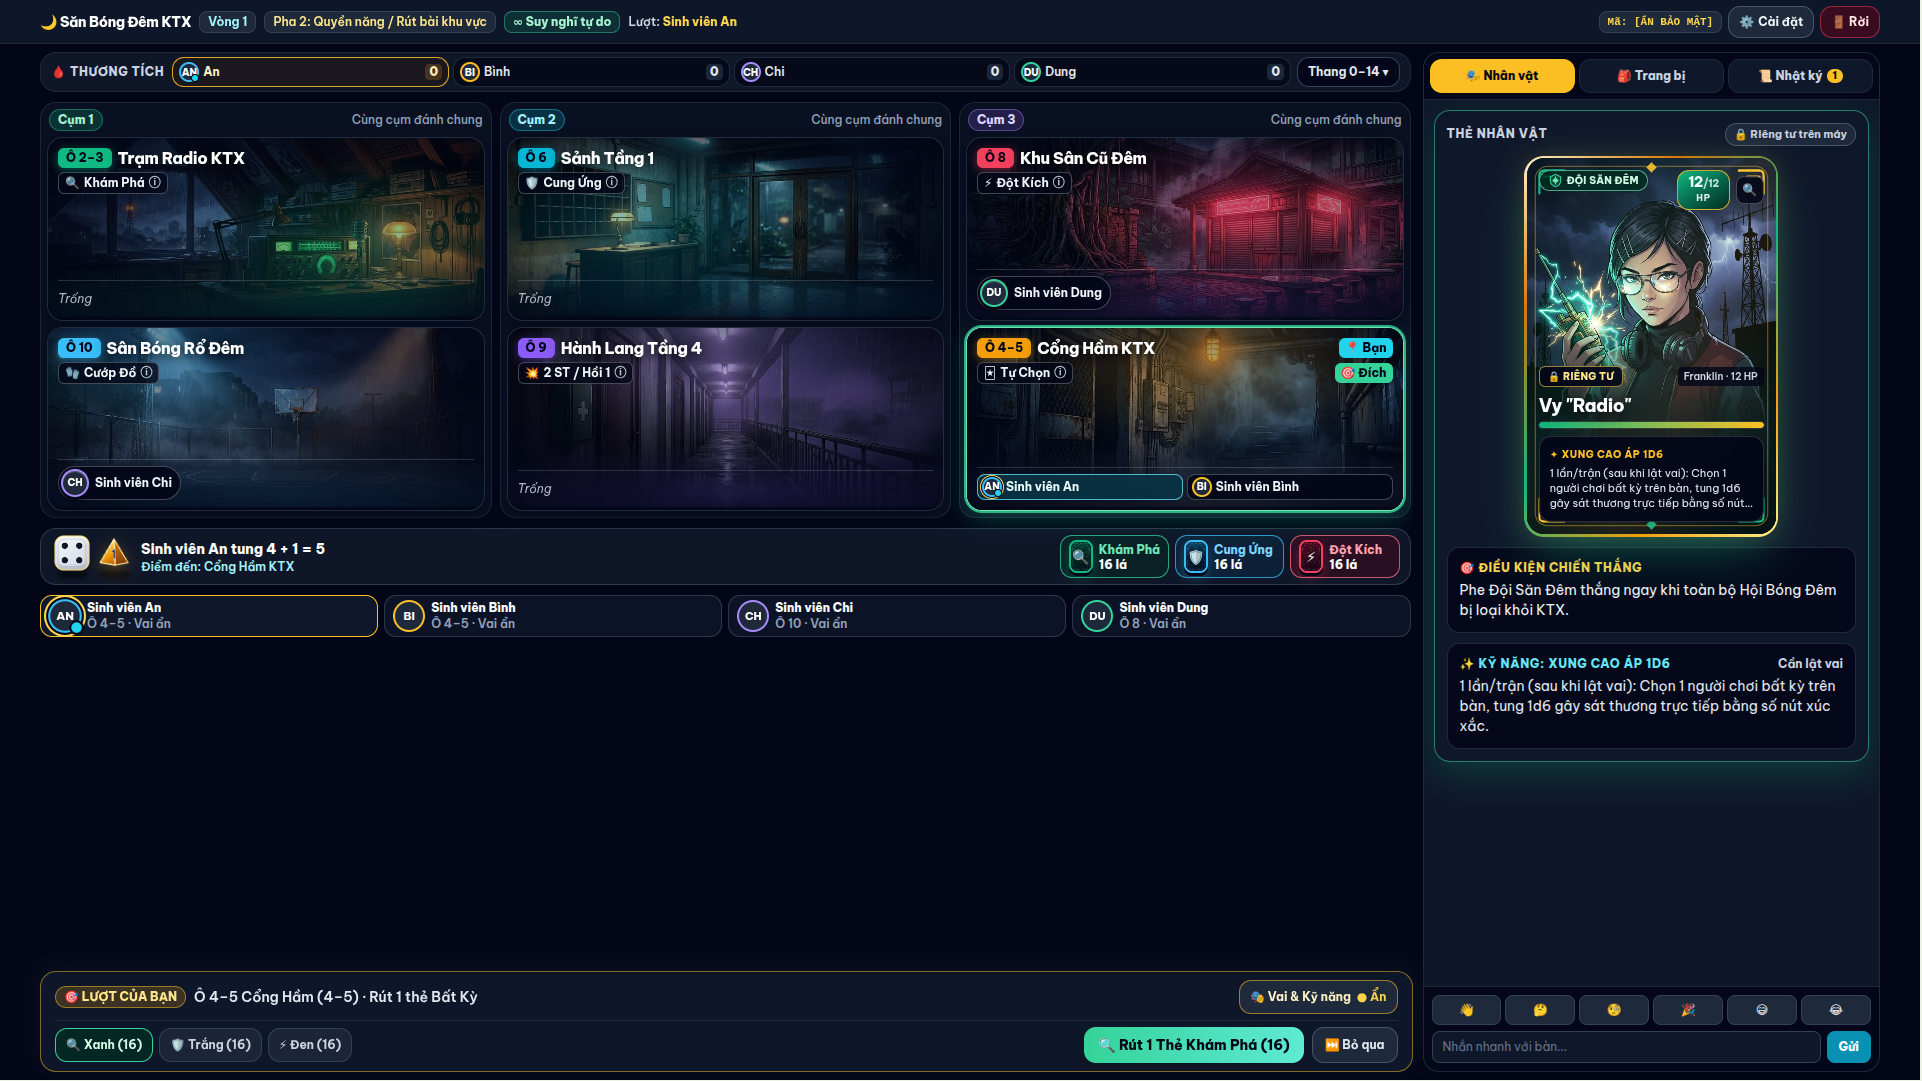 🌙 Săn Bóng Đêm KTX
Vòng 1
Pha 2: Quyền năng / Rút bài khu vực
∞ Suy nghĩ tự do
Lượt: Sinh viên An
Mã: [ẨN BẢO MẬT]
⚙️ Cài đặt
🚪 Rời
🩸 THƯƠNG TÍCH
AN An 0
BI Bình 0
CH Chi 0
DU Dung 0
Thang 0–14 ▾
Cụm 1
Cùng cụm đánh chung
Ô 2–3 Trạm Radio KTX
🔍 Khám Phá ⓘ
Trống
Ô 10 Sân Bóng Rổ Đêm
🧤 Cướp Đồ ⓘ
CH Sinh viên Chi
Cụm 2
Cùng cụm đánh chung
Ô 6 Sảnh Tầng 1
🛡️ Cung Ứng ⓘ
Trống
Ô 9 Hành Lang Tầng 4
💥 2 ST / Hồi 1 ⓘ
Trống
Cụm 3
Cùng cụm đánh chung
Ô 8 Khu Sân Cũ Đêm
⚡ Đột Kích ⓘ
DU Sinh viên Dung
Ô 4–5 Cổng Hầm KTX
📍 Bạn
🃏 Tự Chọn ⓘ
🎯 Đích
AN Sinh viên An
BI Sinh viên Bình
1
Sinh viên An tung 4 + 1 = 5
Điểm đến: Cổng Hầm KTX
🔍 Khám Phá
16 lá
🛡️ Cung Ứng
16 lá
⚡ Đột Kích
16 lá
AN Sinh viên An
Ô 4–5 · Vai ẩn
BI Sinh viên Bình
Ô 4–5 · Vai ẩn
CH Sinh viên Chi
Ô 10 · Vai ẩn
DU Sinh viên Dung
Ô 8 · Vai ẩn
🎯 LƯỢT CỦA BẠN
Ô 4–5 Cổng Hầm (4–5) · Rút 1 thẻ Bất Kỳ
🎭 Vai & Kỹ năng ● Ẩn
🔍 Xanh (16)
🛡️ Trắng (16)
⚡ Đen (16)
🔍 Rút 1 Thẻ Khám Phá (16)
⏩ Bỏ qua
🎭 Nhân vật
🎒 Trang bị
📜 Nhật ký 1
THẺ NHÂN VẬT
🔒 Riêng tư trên máy
ĐỘI SĂN ĐÊM
12/12
HP
🔍
🔒 RIÊNG TƯ
Franklin · 12 HP
Vy "Radio"
✦ XUNG CAO ÁP 1D6
1 lần/trận (sau khi lật vai): Chọn 1
người chơi bất kỳ trên bàn, tung 1d6
gây sát thương trực tiếp bằng số nút...
🎯 ĐIỀU KIỆN CHIẾN THẮNG
Phe Đội Săn Đêm thắng ngay khi toàn bộ Hội Bóng Đêm
bị loại khỏi KTX.
✨ KỸ NĂNG: XUNG CAO ÁP 1D6
Cần lật vai
1 lần/trận (sau khi lật vai): Chọn 1 người chơi bất kỳ trên
bàn, tung 1d6 gây sát thương trực tiếp bằng số nút xúc
xắc.
Nhắn nhanh với bàn...
Gửi